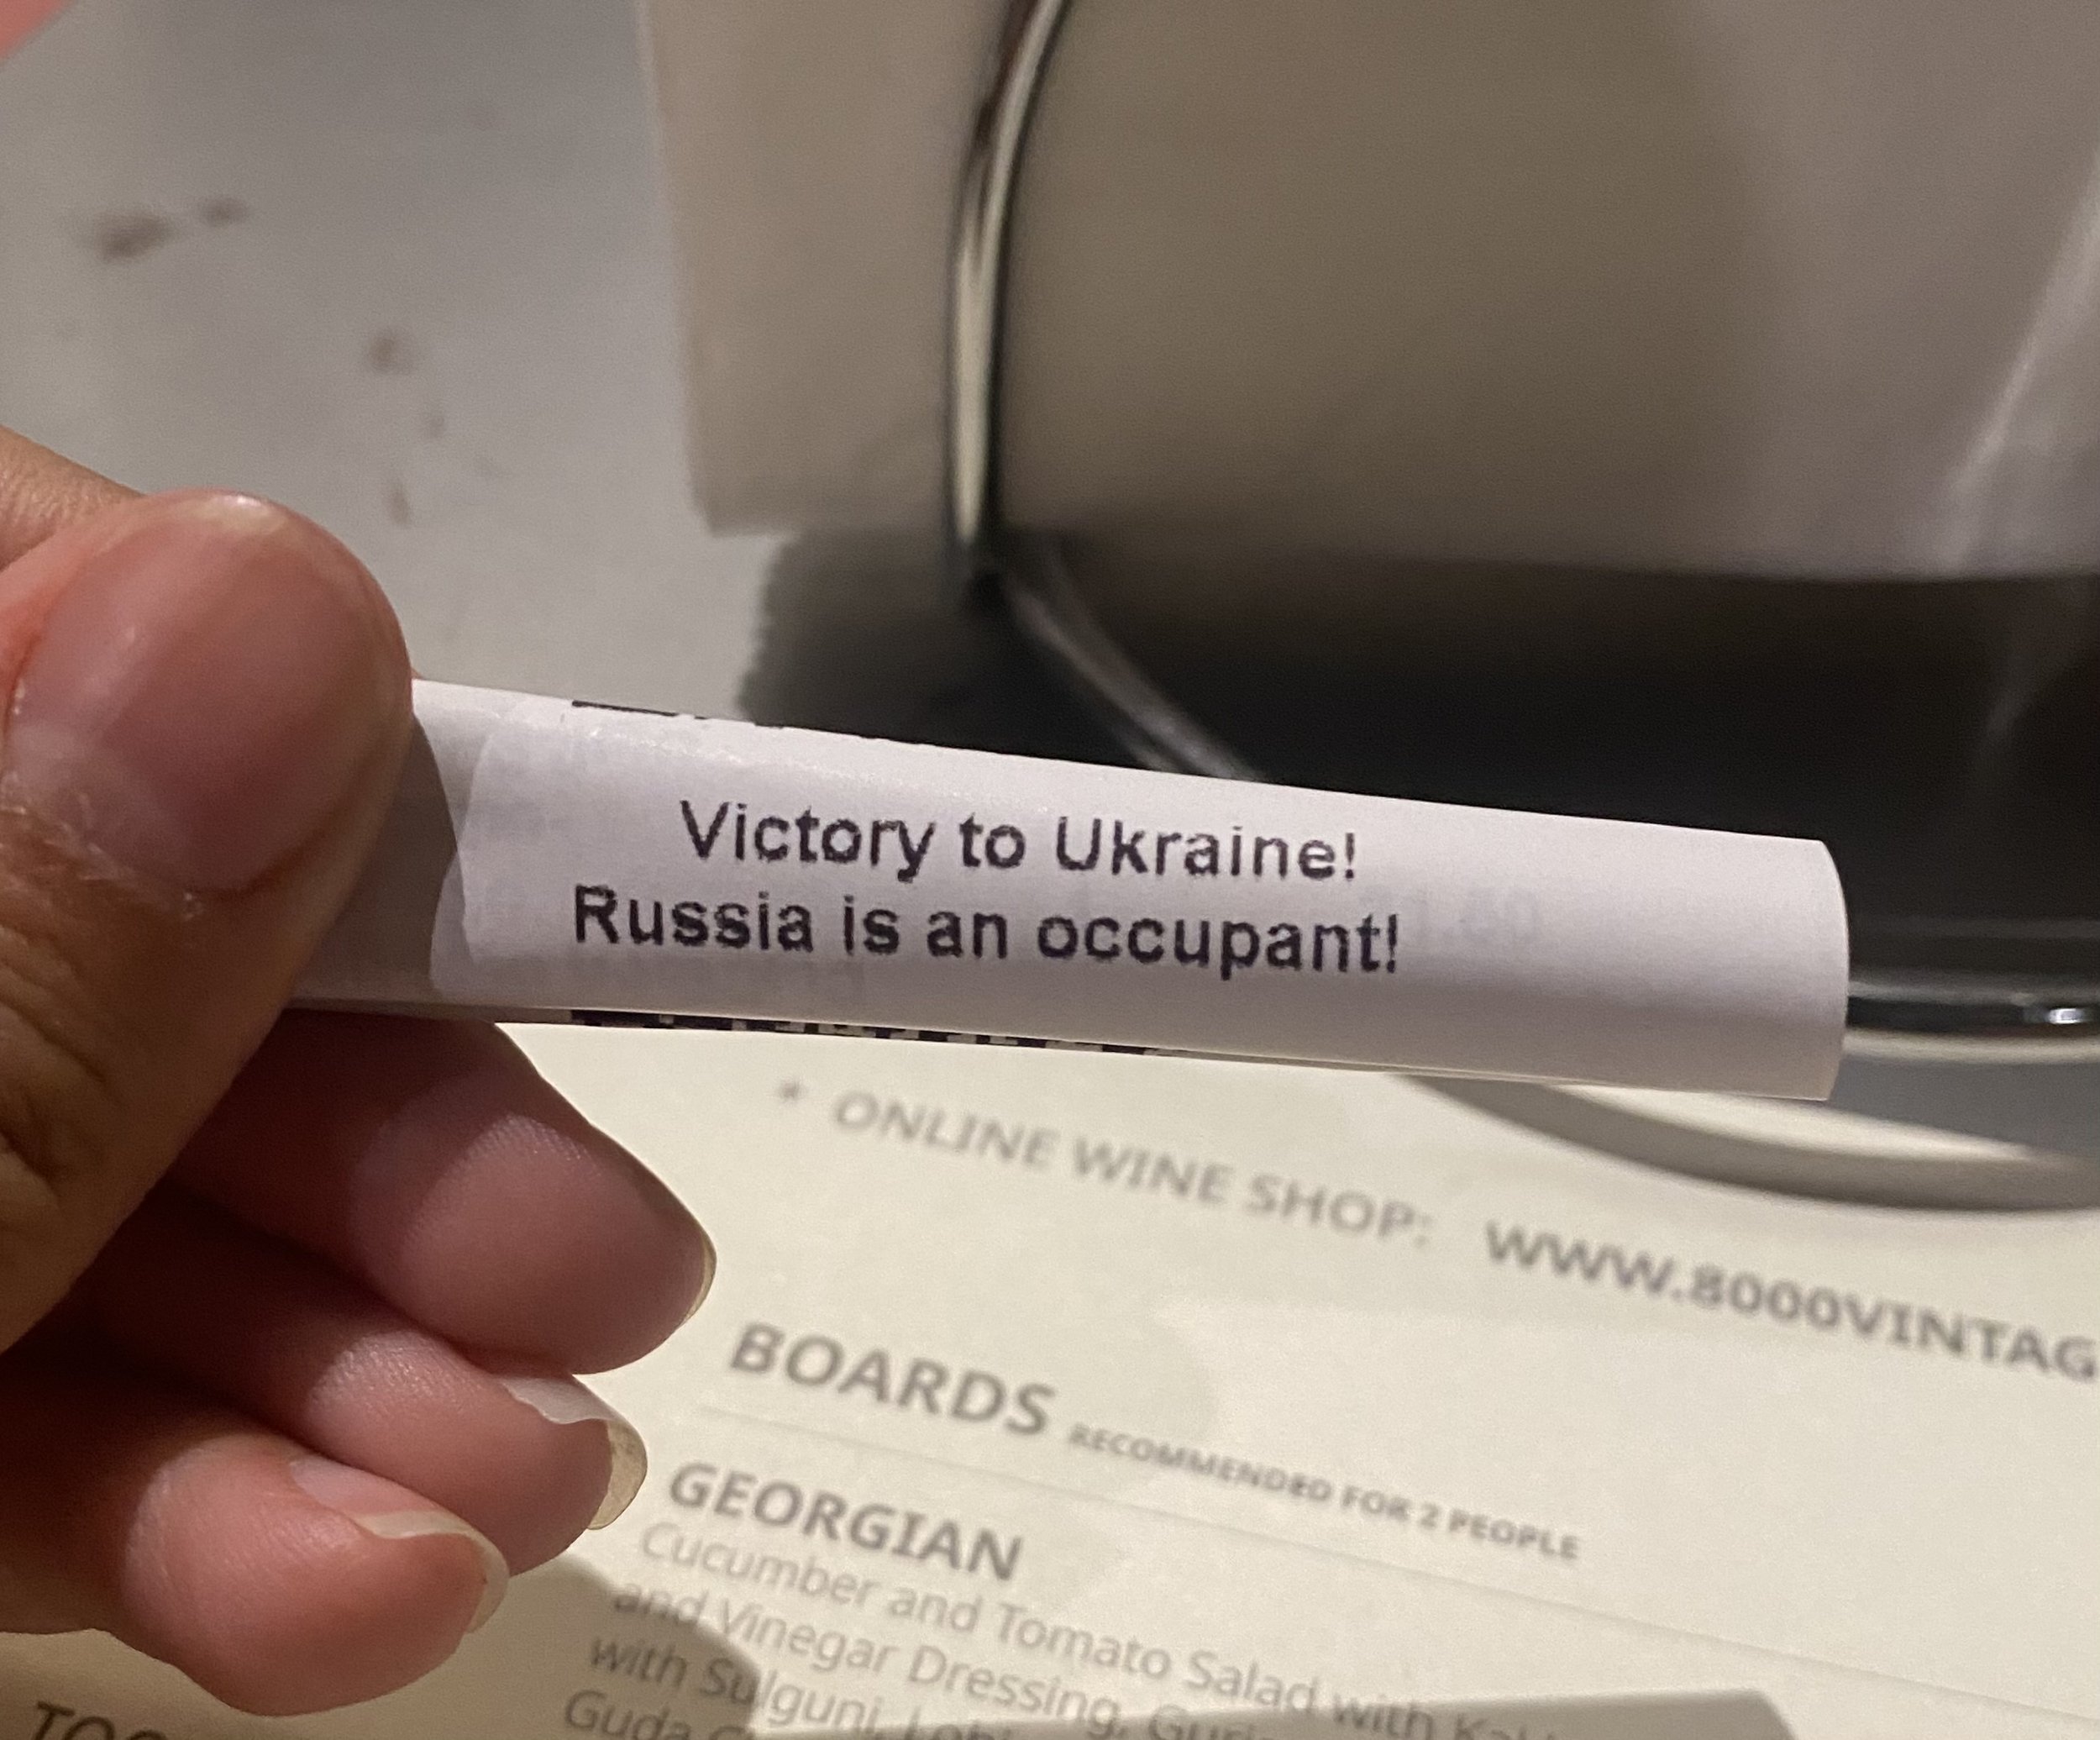 Victory to Ukraine!
Russia is an occupant!
* ONLINE WINE SHOP: WWW.8000VINTAG
BOARDS RECOMMENDED FOR 2 PEOPLE
GEORGIAN
Cucumber and Tomato Salad with
and Vinegar Dressing,
with Sulguni,
Guda